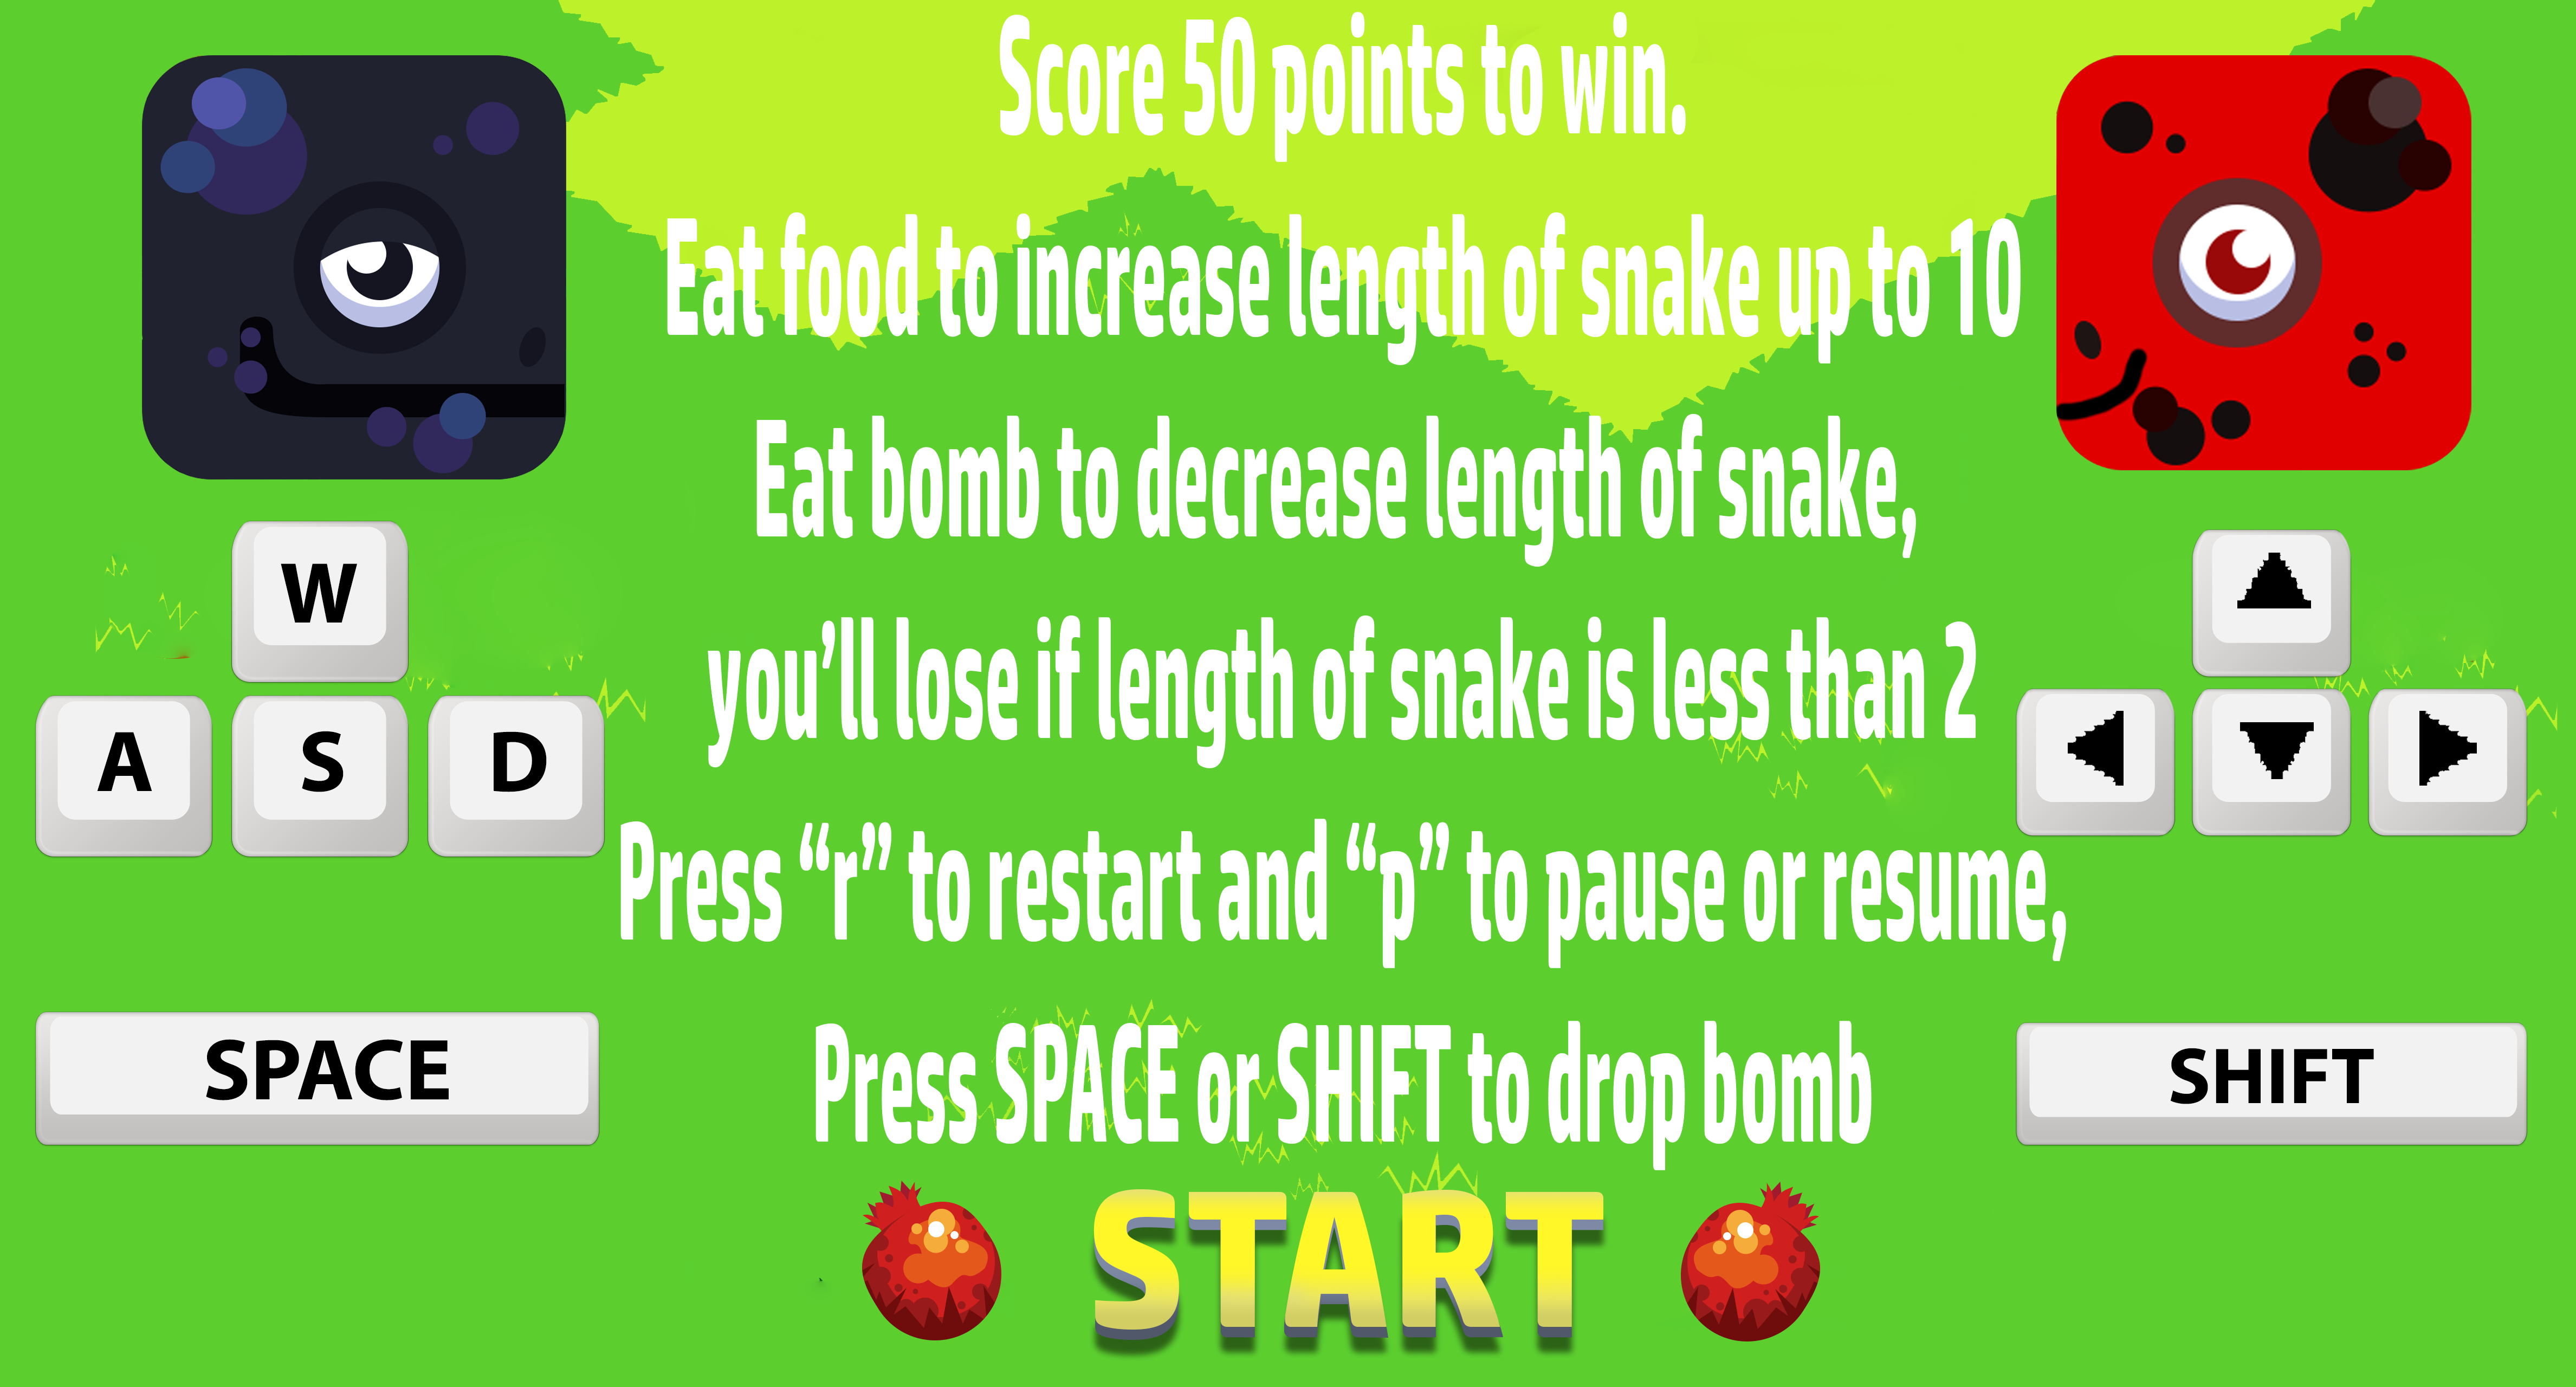 Score 50 points to win.
Eat food to increase length of snake up to 10
Eat bomb to decrease length of snake,
you’ll lose if length of snake is less than 2
Press “r” to restart and “p” to pause or resume,
Press SPACE or SHIFT to drop bomb
W
A S D
SPACE
SHIFT
START